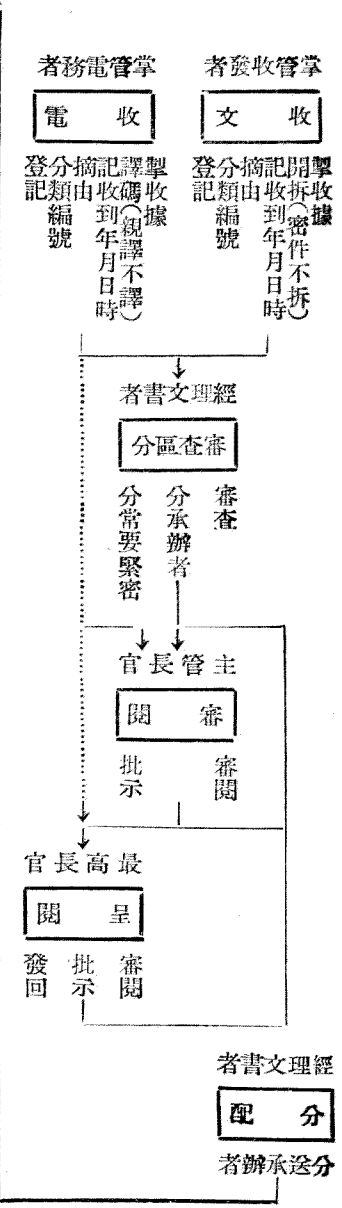 掌管收發者
收文
掣收據
開拆(密件不拆)
記收到年月日時
摘由
分類編號
登記
掌管電務者
收電
掣收據
譯碼(親譯不譯)
記收到年月日時
摘由
分類編號
登記
經理文書者
審查區分
審查
分承辦者
分常要緊密
主管長官
審閱
審閱
批示
最高長官
呈閱
審閱
批示
發回
經理文書者
分配
分送承辦者